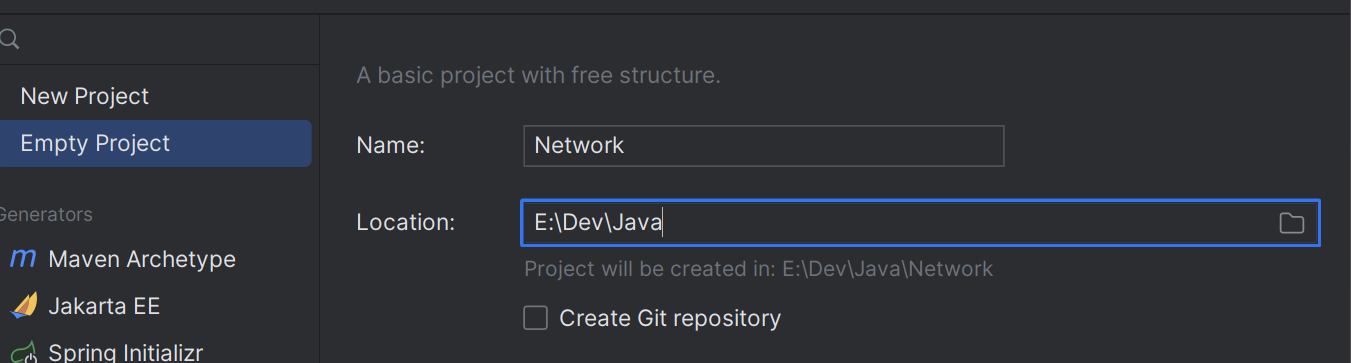 New Project
Empty Project
Generators
Maven Archetype
Jakarta EE
Spring Initializr
A basic project with free structure.
Name: Network
Location: E:\Dev\Java
Project will be created in: E:\Dev\Java\Network
Create Git repository